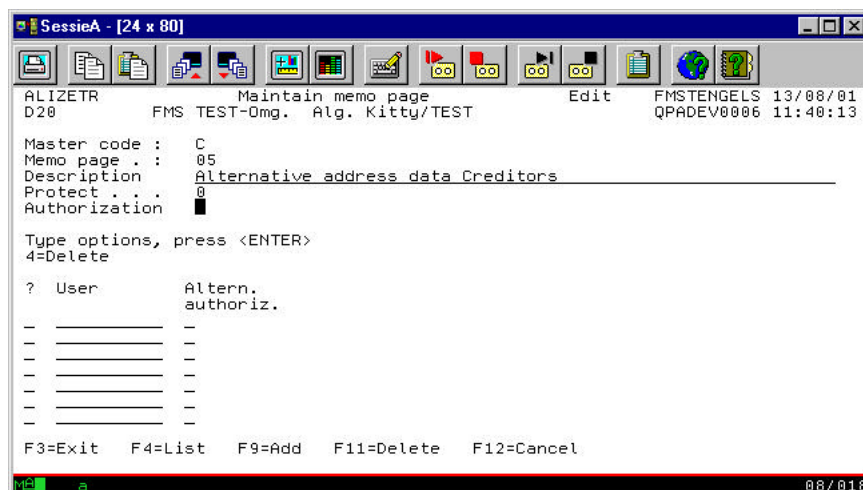 SessieA - [24 x 80]
ALIZETR Maintain memo page Edit FMSTENGELS 13/08/01
D20 FMS TEST-Omg. Alg. Kitty/TEST QPADEV0006 11:40:13
Master code : C
Memo page . : 05
Description Alternative address data Creditors
Protect . . . 0
Authorization
Type options, press <ENTER>
4=Delete
? User Altern.
authoriz.
F3=Exit F4=List F9=Add F11=Delete F12=Cancel
MA a 08/018